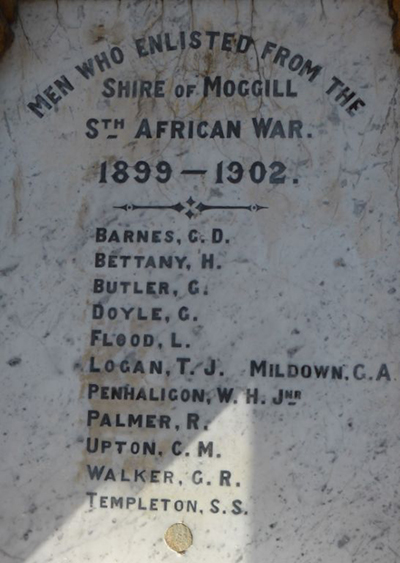 MEN WHO ENLISTED FROM THE
SHIRE OF MOGGILL
STH AFRICAN WAR.
1899 — 1902.
BARNES, G. D.
BETTANY, H.
BUTLER, G.
DOYLE, G.
FLOOD, L.
LOGAN, T. J. MILDOWN. G. A
PENHALIGON, W. H. JNR
PALMER, R.
UPTON, C. M.
WALKER, G. R.
TEMPLETON, S. S.